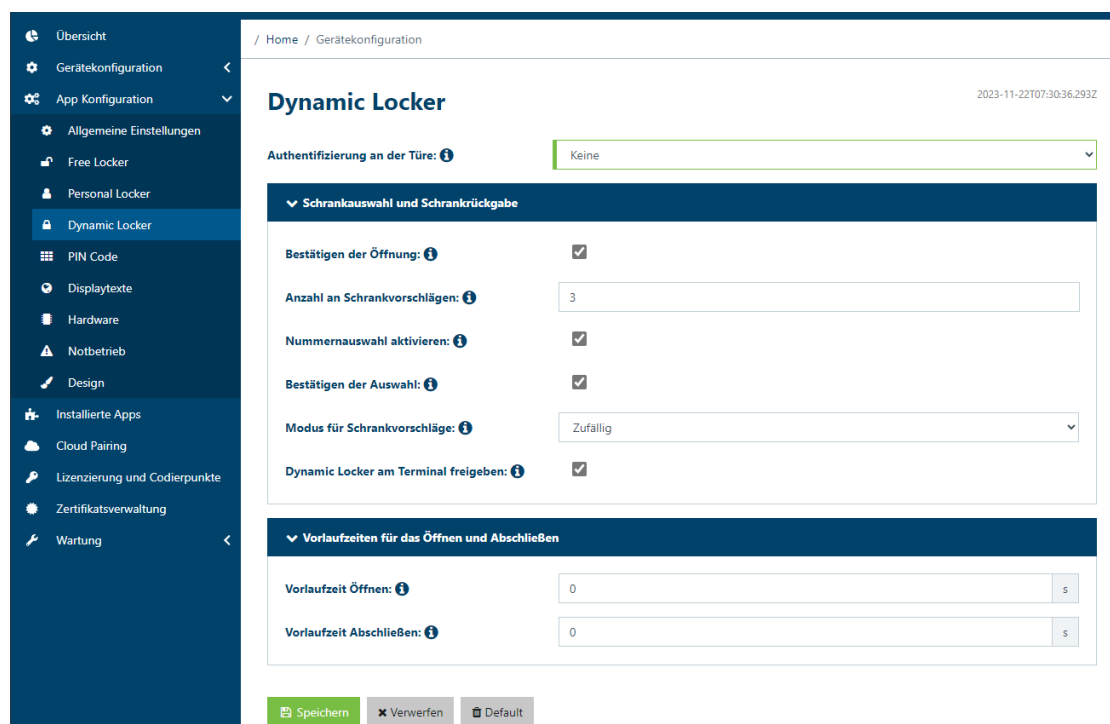 Übersicht
Gerätekonfiguration
App Konfiguration
Allgemeine Einstellungen
Free Locker
Personal Locker
Dynamic Locker
PIN Code
Displaytexte
Hardware
Notbetrieb
Design
Installierte Apps
Cloud Pairing
Lizenzierung und Codierpunkte
Zertifikatsverwaltung
Wartung
/ Home / Gerätekonfiguration
Dynamic Locker
2023-11-22T07:30:36.293Z
Authentifizierung an der Türe: Keine
Schrankauswahl und Schrankrückgabe
Bestätigen der Öffnung:
Anzahl an Schrankvorschlägen: 3
Nummernauswahl aktivieren:
Bestätigen der Auswahl:
Modus für Schrankvorschläge: Zufällig
Dynamic Locker am Terminal freigeben:
Vorlaufzeiten für das Öffnen und Abschließen
Vorlaufzeit Öffnen: 0 s
Vorlaufzeit Abschließen: 0 s
Speichern Verwerfen Default